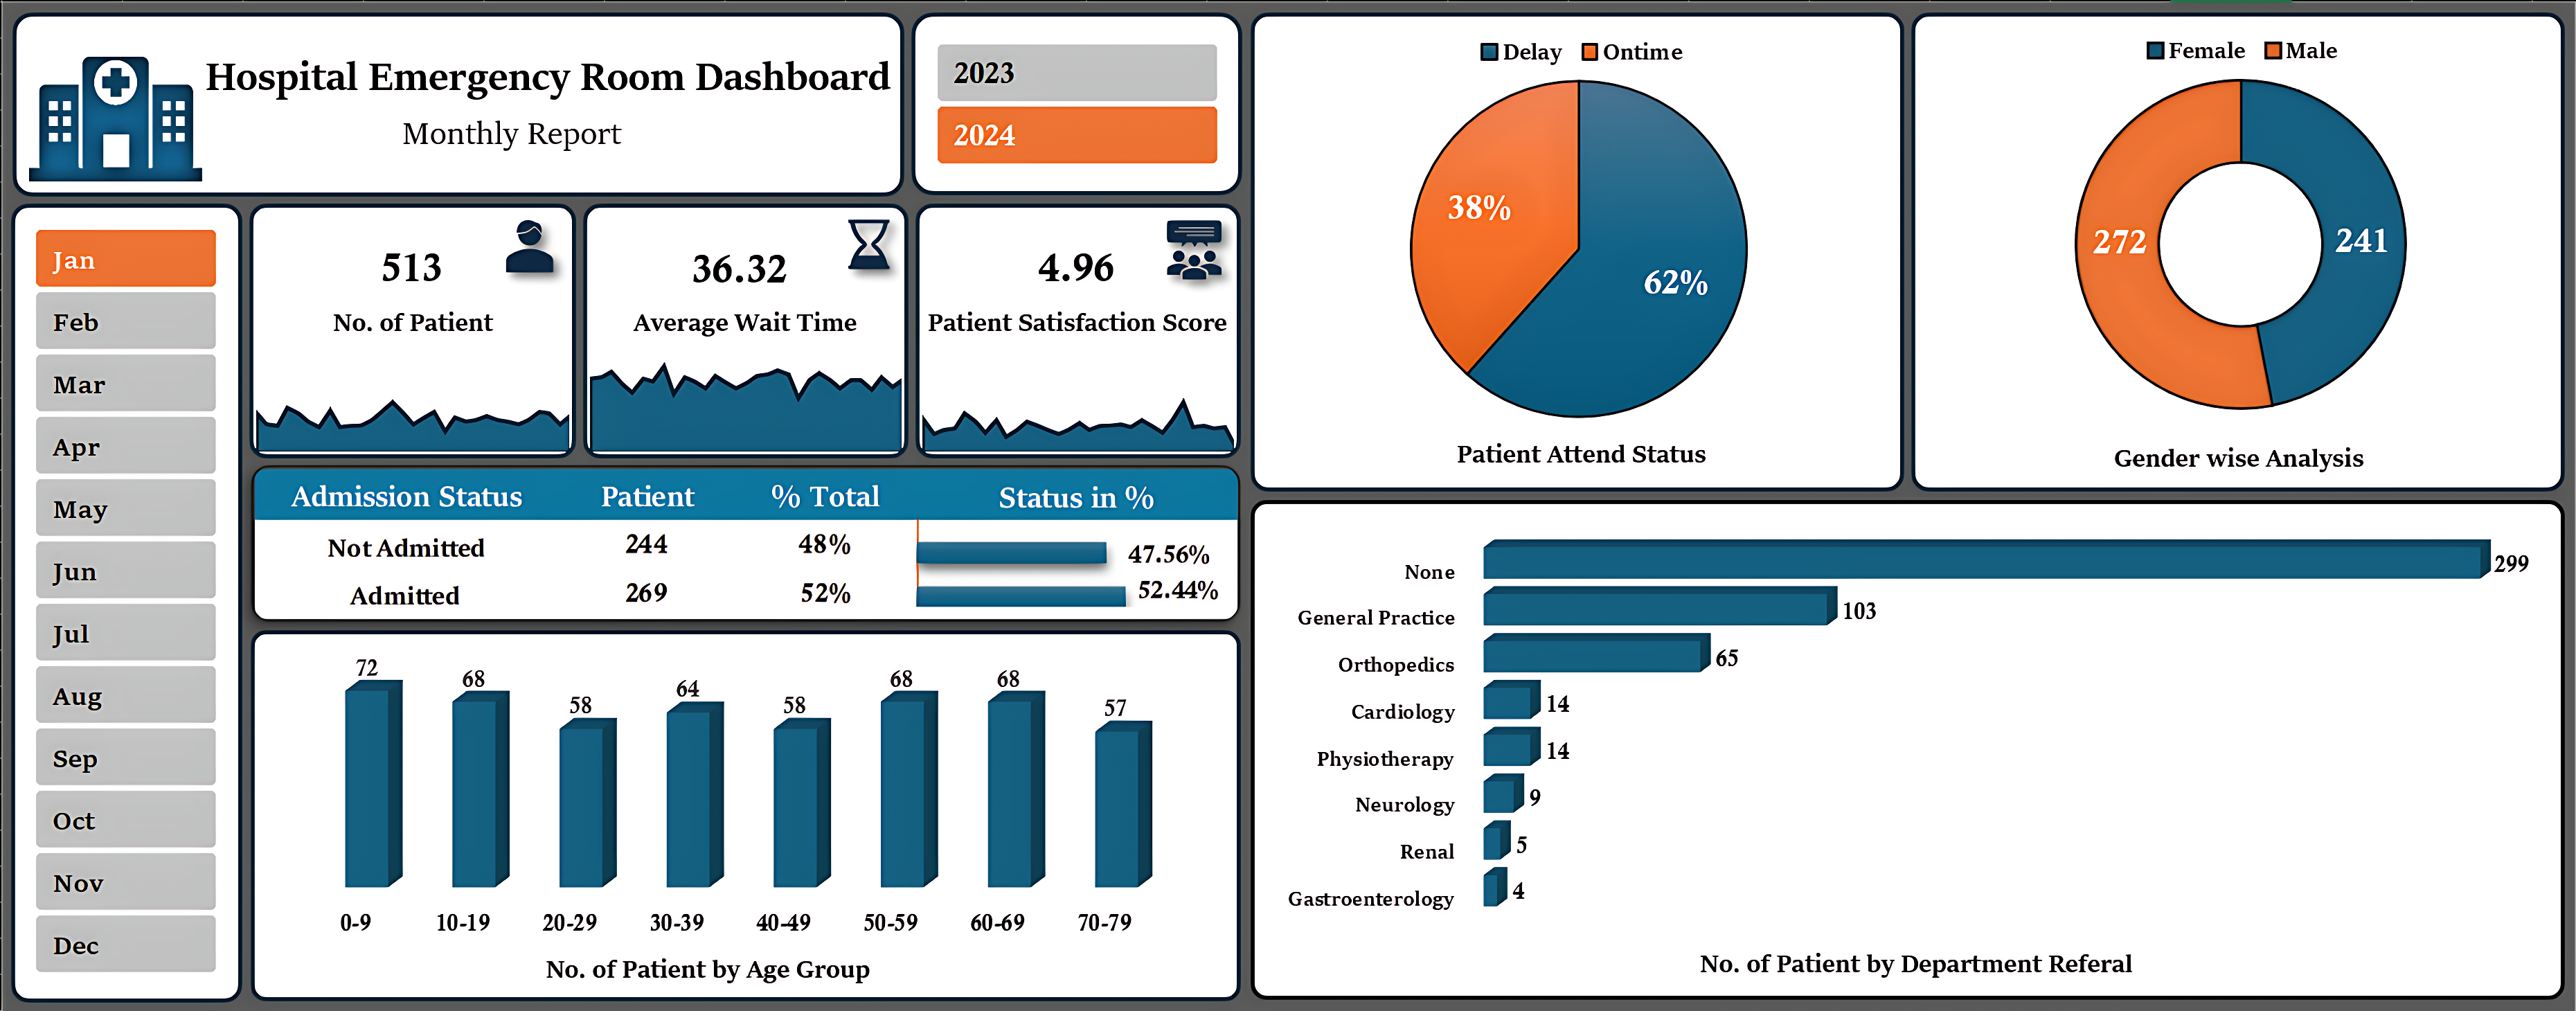 Hospital Emergency Room Dashboard
Monthly Report
2023
2024
Jan
Feb
Mar
Apr
May
Jun
Jul
Aug
Sep
Oct
Nov
Dec
513
No. of Patient
36.32
Average Wait Time
4.96
Patient Satisfaction Score
Admission Status Patient % Total Status in %
Not Admitted 244 48% 47.56%
Admitted 269 52% 52.44%
72 68 58 64 58 68 68 57
0-9 10-19 20-29 30-39 40-49 50-59 60-69 70-79
No. of Patient by Age Group
Delay Ontime
38%
62%
Patient Attend Status
Female Male
272 241
Gender wise Analysis
None 299
General Practice 103
Orthopedics 65
Cardiology 14
Physiotherapy 14
Neurology 9
Renal 5
Gastroenterology 4
No. of Patient by Department Referal